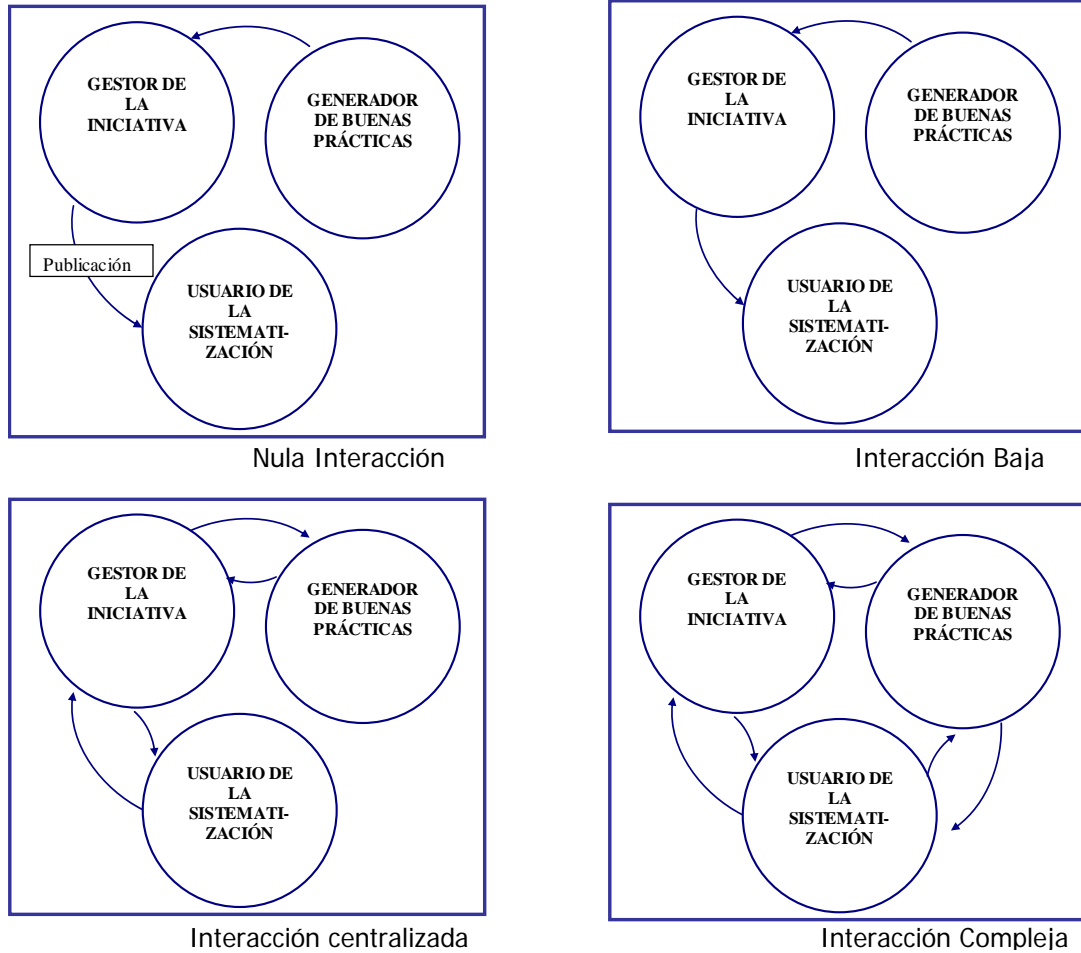 GESTOR DE
LA
INICIATIVA
GENERADOR
DE BUENAS
PRÁCTICAS
Publicación
USUARIO DE
LA
SISTEMATI-
ZACIÓN
Nula Interacción
GESTOR DE
LA
INICIATIVA
GENERADOR
DE BUENAS
PRÁCTICAS
USUARIO DE
LA
SISTEMATI-
ZACIÓN
Interacción Baja
GESTOR DE
LA
INICIATIVA
GENERADOR
DE BUENAS
PRÁCTICAS
USUARIO DE
LA
SISTEMATI-
ZACIÓN
Interacción centralizada
GESTOR DE
LA
INICIATIVA
GENERADOR
DE BUENAS
PRÁCTICAS
USUARIO DE
LA
SISTEMATI-
ZACIÓN
Interacción Compleja